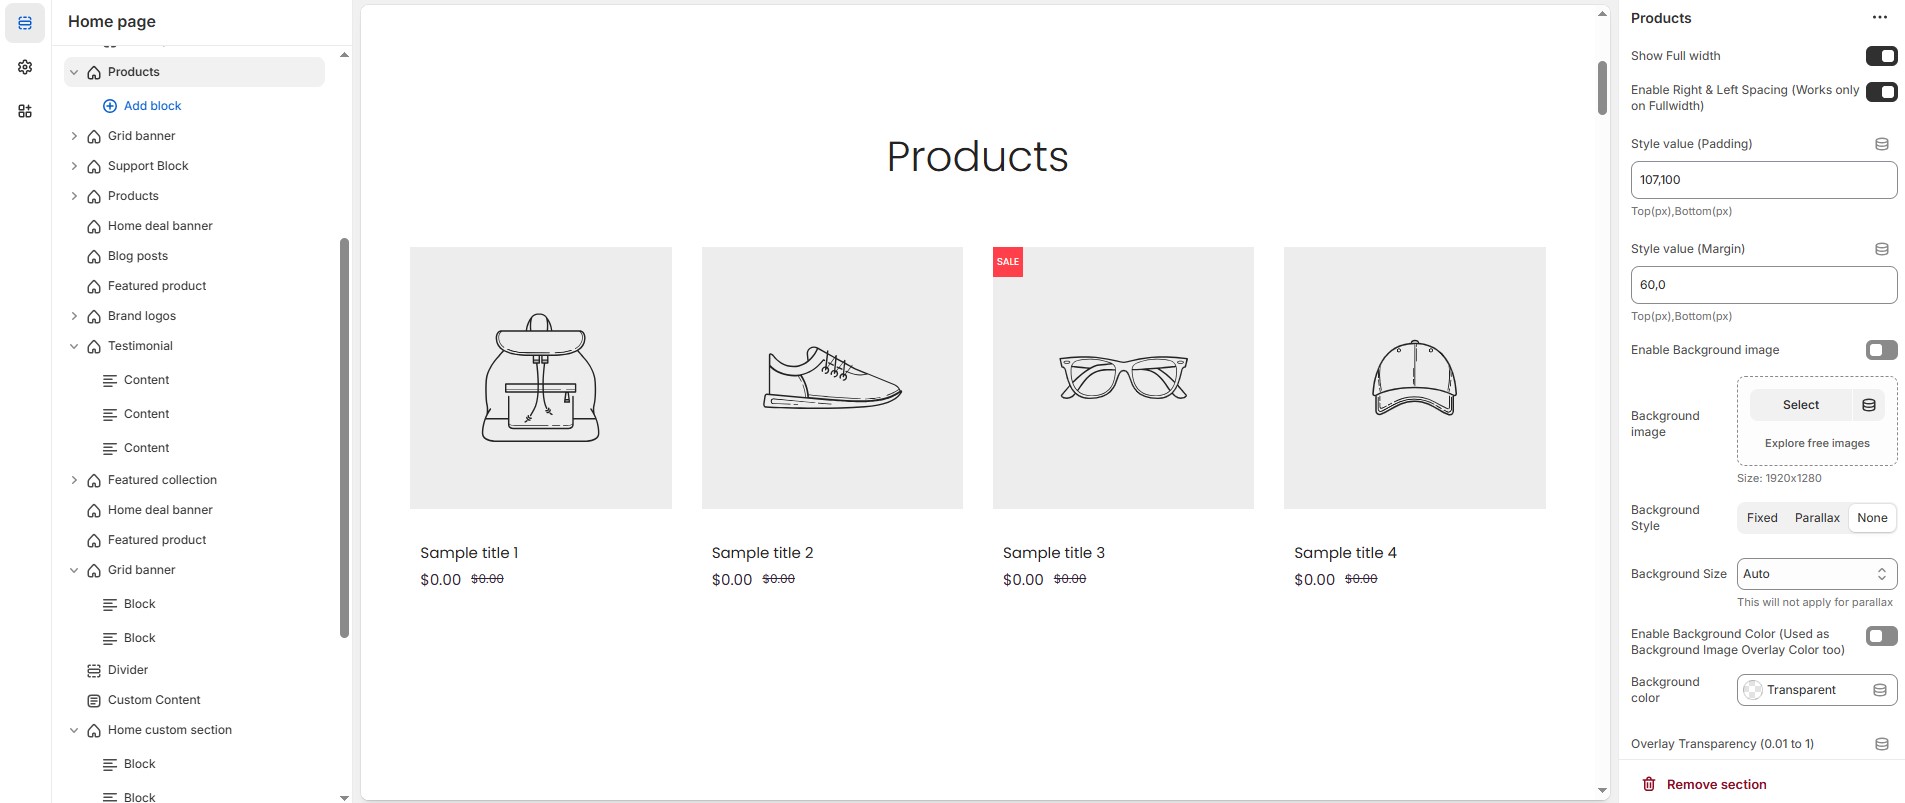 Home page
Products
Add block
Grid banner
Support Block
Products
Home deal banner
Blog posts
Featured product
Brand logos
Testimonial
Content
Content
Content
Featured collection
Home deal banner
Featured product
Grid banner
Block
Block
Divider
Custom Content
Home custom section
Block
Block
Products
SALE
Sample title 1
$0.00 $0.00
Sample title 2
$0.00 $0.00
Sample title 3
$0.00 $0.00
Sample title 4
$0.00 $0.00
Products
Show Full width
Enable Right & Left Spacing (Works only
on Fullwidth)
Style value (Padding)
107,100
Top(px),Bottom(px)
Style value (Margin)
60,0
Top(px),Bottom(px)
Enable Background image
Background
image
Select
Explore free images
Size: 1920x1280
Background
Style
Fixed Parallax None
Background Size
Auto
This will not apply for parallax
Enable Background Color (Used as
Background Image Overlay Color too)
Background
color
Transparent
Overlay Transparency (0.01 to 1)
Remove section